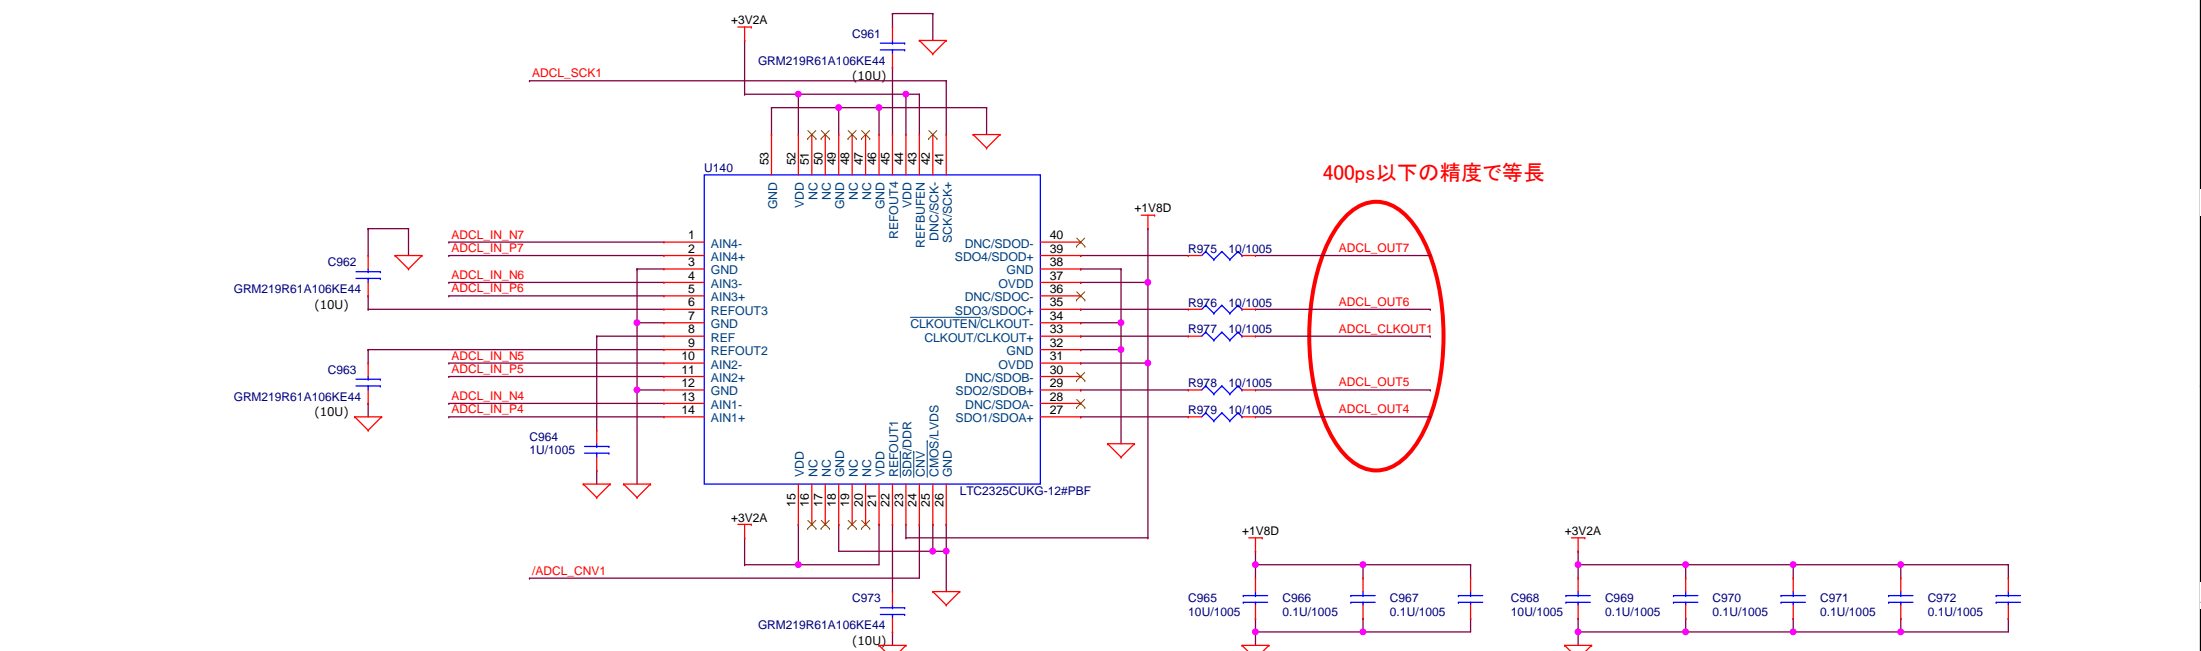 +3V2A
C961
GRM219R61A106KE44
(10U)
ADCL_SCK1
53
52
51
50
49
48
47
46
45
44
43
42
41
U140
GND
VDD
NC
NC
GND
NC
NC
GND
REFOUT4
VDD
REFBUFEN
DNC/SCK-
SCK/SCK+
400ps以下の精度で等長
+1V8D
ADCL_IN_N7 1 AIN4-
ADCL_IN_P7 2 AIN4+
3 GND
ADCL_IN_N6 4 AIN3-
ADCL_IN_P6 5 AIN3+
6 REFOUT3
7 GND
8 REF
9 REFOUT2
ADCL_IN_N5 10 AIN2-
ADCL_IN_P5 11 AIN2+
12 GND
ADCL_IN_N4 13 AIN1-
ADCL_IN_P4 14 AIN1+
C962
GRM219R61A106KE44
(10U)
C963
GRM219R61A106KE44
(10U)
C964
1U/1005
DNC/SDOD- 40
SDO4/SDOD+ 39 R975 10/1005 ADCL_OUT7
GND 38
OVDD 37
DNC/SDOC- 36
SDO3/SDOC+ 35 R976 10/1005 ADCL_OUT6
CLKOUTEN/CLKOUT- 34
CLKOUT/CLKOUT+ 33 R977 10/1005 ADCL_CLKOUT1
GND 32
OVDD 31
DNC/SDOB- 30
SDO2/SDOB+ 29 R978 10/1005 ADCL_OUT5
DNC/SDOA- 28
SDO1/SDOA+ 27 R979 10/1005 ADCL_OUT4
VDD
NC
NC
GND
NC
NC
VDD
REFOUT1
SDR/DDR
CNV
CMOS/LVDS
GND
LTC2325CUKG-12#PBF
15
16
17
18
19
20
21
22
23
24
25
26
+3V2A
/ADCL_CNV1
C973
GRM219R61A106KE44
(10U)
+1V8D
C965
10U/1005
C966
0.1U/1005
C967
0.1U/1005
+3V2A
C968
10U/1005
C969
0.1U/1005
C970
0.1U/1005
C971
0.1U/1005
C972
0.1U/1005